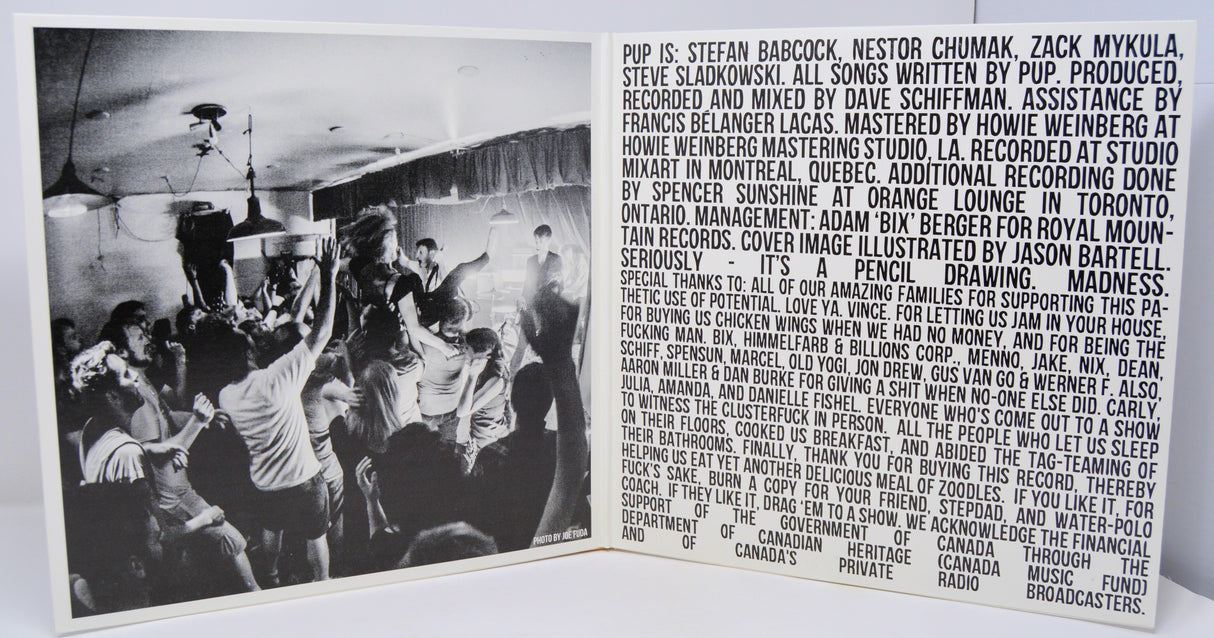 PHOTO BY JOE FUDA
PUP IS: STEFAN BABCOCK, NESTOR CHUMAK, ZACK MYKULA,
STEVE SLADKOWSKI. ALL SONGS WRITTEN BY PUP. PRODUCED,
RECORDED AND MIXED BY DAVE SCHIFFMAN. ASSISTANCE BY
FRANCIS BÉLANGER LACAS. MASTERED BY HOWIE WEINBERG AT
HOWIE WEINBERG MASTERING STUDIO, LA. RECORDED AT STUDIO
MIXART IN MONTREAL, QUEBEC. ADDITIONAL RECORDING DONE
BY SPENCER SUNSHINE AT ORANGE LOUNGE IN TORONTO,
ONTARIO. MANAGEMENT: ADAM ‘BIX’ BERGER FOR ROYAL MOUN-
TAIN RECORDS. COVER IMAGE ILLUSTRATED BY JASON BARTELL.
SERIOUSLY - IT'S A PENCIL DRAWING. MADNESS.
SPECIAL THANKS TO: ALL OF OUR AMAZING FAMILIES FOR SUPPORTING THIS PA-
THETIC USE OF POTENTIAL. LOVE YA. VINCE. FOR LETTING US JAM IN YOUR HOUSE,
FOR BUYING US CHICKEN WINGS WHEN WE HAD NO MONEY, AND FOR BEING THE
FUCKING MAN. BIX, HIMMELFARB & BILLIONS CORP., MENNO, JAKE, NIX, DEAN,
SCHIFF, SPENSUN, MARCEL, OLD YOGI, JON DREW, GUS VAN GO & WERNER F. ALSO,
AARON MILLER & DAN BURKE FOR GIVING A SHIT WHEN NO-ONE ELSE DID. CARLY,
JULIA, AMANDA, AND DANIELLE FISHEL. EVERYONE WHO'S COME OUT TO A SHOW
TO WITNESS THE CLUSTERFUCK IN PERSON. ALL THE PEOPLE WHO LET US SLEEP
ON THEIR FLOORS, COOKED US BREAKFAST, AND ABIDED THE TAG-TEAMING OF
THEIR BATHROOMS. FINALLY, THANK YOU FOR BUYING THIS RECORD, THEREBY
HELPING US EAT YET ANOTHER DELICIOUS MEAL OF ZOODLES. IF YOU LIKE IT, FOR
FUCK'S SAKE, BURN A COPY FOR YOUR FRIEND, STEPDAD, AND WATER-POLO
COACH. IF THEY LIKE IT, DRAG 'EM TO A SHOW. WE ACKNOWLEDGE THE FINANCIAL
SUPPORT OF THE GOVERNMENT OF CANADA THROUGH THE
DEPARTMENT OF CANADIAN HERITAGE (CANADA MUSIC FUND)
AND OF CANADA'S PRIVATE RADIO BROADCASTERS.